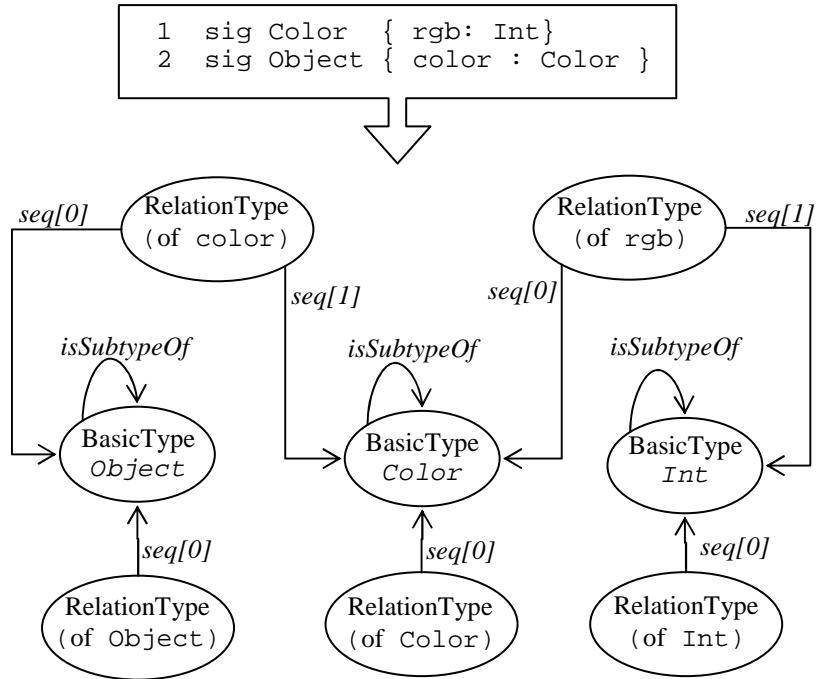 1 sig Color { rgb: Int}
2 sig Object { color : Color }
RelationType
(of color)
RelationType
(of rgb)
seq[0]
seq[1]
seq[1]
seq[0]
isSubtypeOf
isSubtypeOf
isSubtypeOf
BasicType
Object
BasicType
Color
BasicType
Int
seq[0]
seq[0]
seq[0]
RelationType
(of Object)
RelationType
(of Color)
RelationType
(of Int)